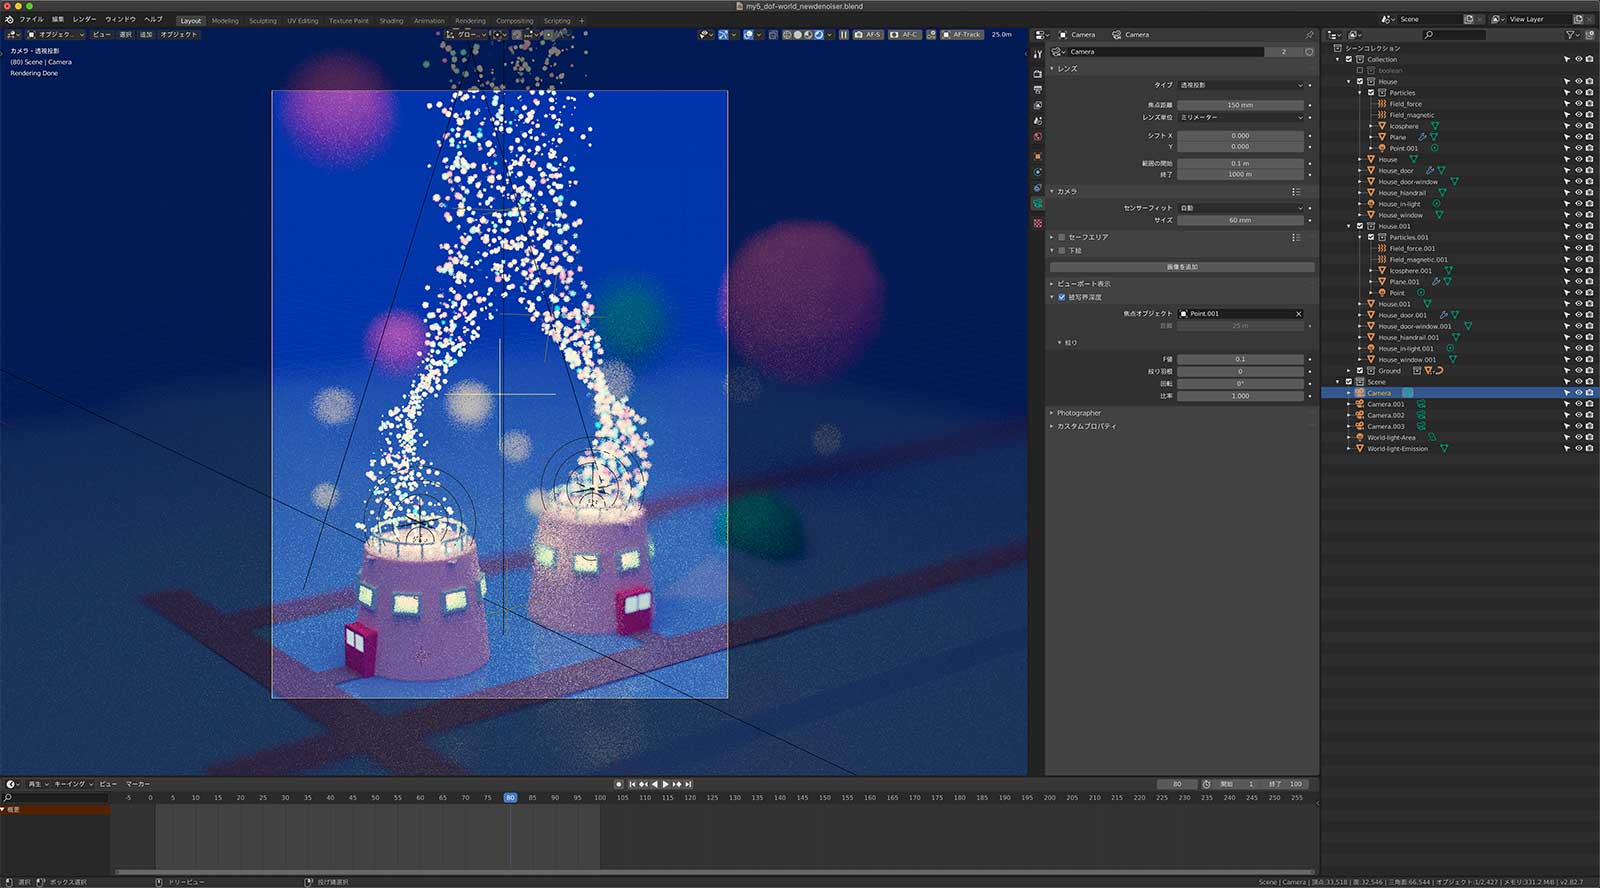 my5_dof-world_newdenoiser.blend
ファイル 編集 レンダー ウィンドウ ヘルプ Layout Modeling Sculpting UV Editing Texture Paint Shading Animation Rendering Compositing Scripting + Scene View Layer
オブジェク.. ビュー 選択 追加 オブジェクト グロー.. AF-S AF-C AF-Track 25.0m
カメラ・透視投影
(80) Scene | Camera
Rendering Done
Camera Camera
Camera 2
レンズ
タイプ 透視投影
焦点距離 150 mm
レンズ単位 ミリメーター
シフト X 0.000
Y 0.000
範囲の開始 0.1 m
終了 1000 m
カメラ
センサーフィット 自動
サイズ 60 mm
セーフエリア
下絵
画像を追加
ビューポート表示
被写界深度
焦点オブジェクト Point.001
距離 25 m
絞り
F値 0.1
絞り羽根 0
回転 0°
比率 1.000
Photographer
カスタムプロパティ
シーンコレクション
Collection
boolean
House
Particles
Field_force
Field_magnetic
Icosphere
Plane
Point.001
House
House_door
House_door-window
House_hiandrail
House_in-light
House_window
House.001
Particles.001
Field_force.001
Field_magnetic.001
Icosphere.001
Plane.001
Point
House.001
House_door.001
House_door-window.001
House_hiandrail.001
House_in-light.001
House_window.001
Ground
Scene
Camera
Camera.001
Camera.002
Camera.003
World-light-Area
World-light-Emission
再生 キーイング ビュー マーカー 80 開始 1 終了 100
-5 0 5 10 15 20 25 30 35 40 45 50 55 60 65 70 75 80 85 90 95 100 105 110 115 120 125 130 135 140 145 150 155 160 165 170 175 180 185 190 195 200 205 210 215 220 225 230 235 240 245 250 255
概要
選択 ボックス選択 ドリービュー 投げ縄選択 Scene | Camera | 頂点:33,518 | 面:32,546 | 三角面:66,544 | オブジェクト:1/2,427 | メモリ:331.2 MiB | v2.82.7